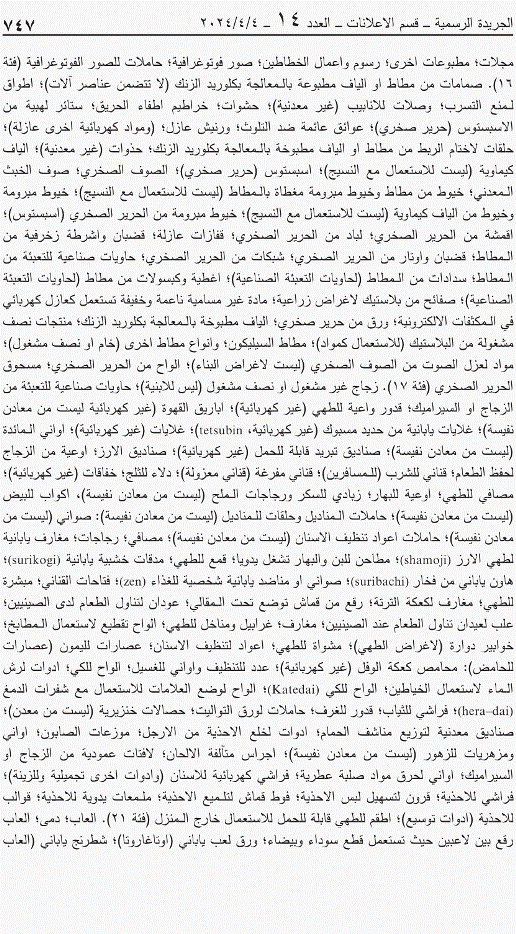 الجريدة الرسمية – قسم الاعلانات – العدد ١٤ – ٢٠٢٤/٤/٤ ٧٤٧
مجلات؛ مطبوعات اخرى؛ رسوم واعمال الخطاطين؛ صور فوتوغرافية؛ حاملات للصور الفوتوغرافية (فئة
١٦). صمامات من مطاط او الياف مطبوعة بالـمعالجة بكلوريد الزنك (لا تتضمن عناصر آلات)؛ اطواق
لـمنع التسرب؛ وصلات للانابيب (غير معدنية)؛ حشوات؛ خراطيم اطفاء الحريق؛ ستائر لهبية من
الاسبستوس (حرير صخري)؛ عوائق عائمة ضد التلوث؛ ورنيش عازل؛ (ومواد كهربائية اخرى عازلة)؛
حلقات لاختام الربط من مطاط او الياف مطبوخة بالـمعالجة بكلوريد الزنك؛ حذوات (غير معدنية)؛ الياف
كيماوية (ليست للاستعمال مع النسيج)؛ اسبستوس (حرير صخري)؛ الصوف الصخري؛ صوف الخبث
الـمعدني؛ خيوط من مطاط وخيوط مبرومة مغطاة بالـمطاط (ليست للاستعمال مع النسيج)؛ خيوط مبرومة
وخيوط من الياف كيماوية (ليست للاستعمال مع النسيج)؛ خيوط مبرومة من الحرير الصخري (اسبستوس)؛
اقمشة من الحرير الصخري؛ لباد من الحرير الصخري؛ قفازات عازلة؛ قضبان واشرطة زخرفية من
الـمطاط؛ قضبان واوتار من الحرير الصخري؛ شبكات من الحرير الصخري؛ حاويات صناعية للتعبئة من
الـمطاط؛ سدادات من الـمطاط (لحاويات التعبئة الصناعية)؛ اغطية وكبسولات من مطاط (لحاويات التعبئة
الصناعية)؛ صفائح من بلاستيك لاغراض زراعية؛ مادة غير مسامية ناعمة وخفيفة تستعمل كعازل كهربائي
في الـمكثفات الالكترونية؛ ورق من حرير صخري؛ الياف مطبوخة بالـمعالجة بكلوريد الزنك؛ منتجات نصف
مشغولة من البلاستيك (للاستعمال كمواد)؛ مطاط السيليكون؛ وانواع مطاط اخرى (خام او نصف مشغول)؛
مواد لعزل الصوت من الصوف الصخري (ليست لاغراض البناء)؛ الواح من الحرير الصخري؛ مسحوق
الحرير الصخري (فئة ١٧). زجاج غير مشغول او نصف مشغول (ليس للابنية)؛ حاويات صناعية للتعبئة من
الزجاج او السيراميك؛ قدور واعية للطهي (غير كهربائية)؛ اباريق القهوة (غير كهربائية ليست من معادن
نفيسة)؛ غلايات يابانية من حديد مسبوك (غير كهربائية، tetsubin)؛ غلايات (غير كهربائية)؛ اواني الـمائدة
(ليست من معادن نفيسة)؛ صناديق تبريد قابلة للحمل (غير كهربائية)؛ صناديق الارز؛ اوعية من الزجاج
لحفظ الطعام؛ قناني للشرب (للـمسافرين)؛ قناني مفرغة (قناني معزولة)؛ دلاء للثلج؛ خفاقات (غير كهربائية)؛
مصافي للطهي؛ اوعية للبهار؛ زبادي للسكر ورجاجات الـملح (ليست من معادن نفيسة)، اكواب للبيض
(ليست من معادن نفيسة)؛ حاملات الـمناديل وحلقات للـمناديل (ليست من معادن نفيسة): صواني (ليست من
معادن نفيسة)؛ حاملات اعواد تنظيف الاسنان (ليست من معادن نفيسة)؛ مصافي؛ رجاجات؛ مغارف يابانية
لطهي الارز (shamoji)؛ مطاحن للبن والبهار تشغل يدويا؛ قمع للطهي؛ مدقات خشبية يابانية (surikogi)؛
هاون ياباني من فخار (suribachi)؛ صواني او مناضد يابانية شخصية للغذاء (zen)؛ فتاحات القناني؛ مبشرة
للطهي؛ مغارف لكعكة الترتة؛ رقع من قماش توضع تحت الـمقالي؛ عودان لتناول الطعام لدى الصينيين؛
علب لعيدان تناول الطعام عند الصينيين؛ مغارف؛ غرابيل ومناخل للطهي؛ الواح تقطيع لاستعمال الـمطابخ؛
خوابير دوارة (لاغراض الطهي)؛ مشواة للطهي؛ اعواد لتنظيف الاسنان؛ عصارات لليمون (عصارات
للحامض): محامص كعكة الوفل (غير كهربائية)؛ عدد للتنظيف واواني للغسيل؛ الواح للكي؛ ادوات لرش
الـماء لاستعمال الخياطين؛ الواح للكي (Katedai)؛ الواح لوضع العلامات للاستعمال مع شفرات الدمغ
(hera–dai)؛ فراشي للثياب؛ قدور للغرف؛ حاملات لورق التواليت؛ حصالات خنزيرية (ليست من معدن)؛
صناديق معدنية لتوزيع مناشف الحمام؛ ادوات لخلع الاحذية من الارجل؛ موزعات الصابون؛ اواني
ومزهريات للزهور (ليست من معادن نفيسة)؛ اجراس متآلفة الالحان؛ لافتات عمودية من الزجاج او
السيراميك؛ اواني لحرق مواد صلبة عطرية؛ فراشي كهربائية للاسنان (وادوات اخرى تجميلية وللزينة)؛
فراشي للاحذية؛ قرون لتسهيل لبس الاحذية؛ فوط قماش لتلـميع الاحذية؛ ملـمعات يدوية للاحذية؛ قوالب
للاحذية (ادوات توسيع)؛ اطقم للطهي قابلة للحمل للاستعمال خارج الـمنزل (فئة ٢١). العاب؛ دمى؛ العاب
رقع بين لاعبين حيث تستعمل قطع سوداء وبيضاء؛ ورق لعب ياباني (اوتاغاروتا)؛ شطرنج ياباني (العاب